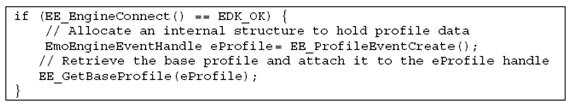 if (EE_EngineConnect() == EDK_OK) {
// Allocate an internal structure to hold profile data
EmoEngineEventHandle eProfile= EE_ProfileEventCreate();
// Retrieve the base profile and attach it to the eProfile handle
EE_GetBaseProfile(eProfile);
}